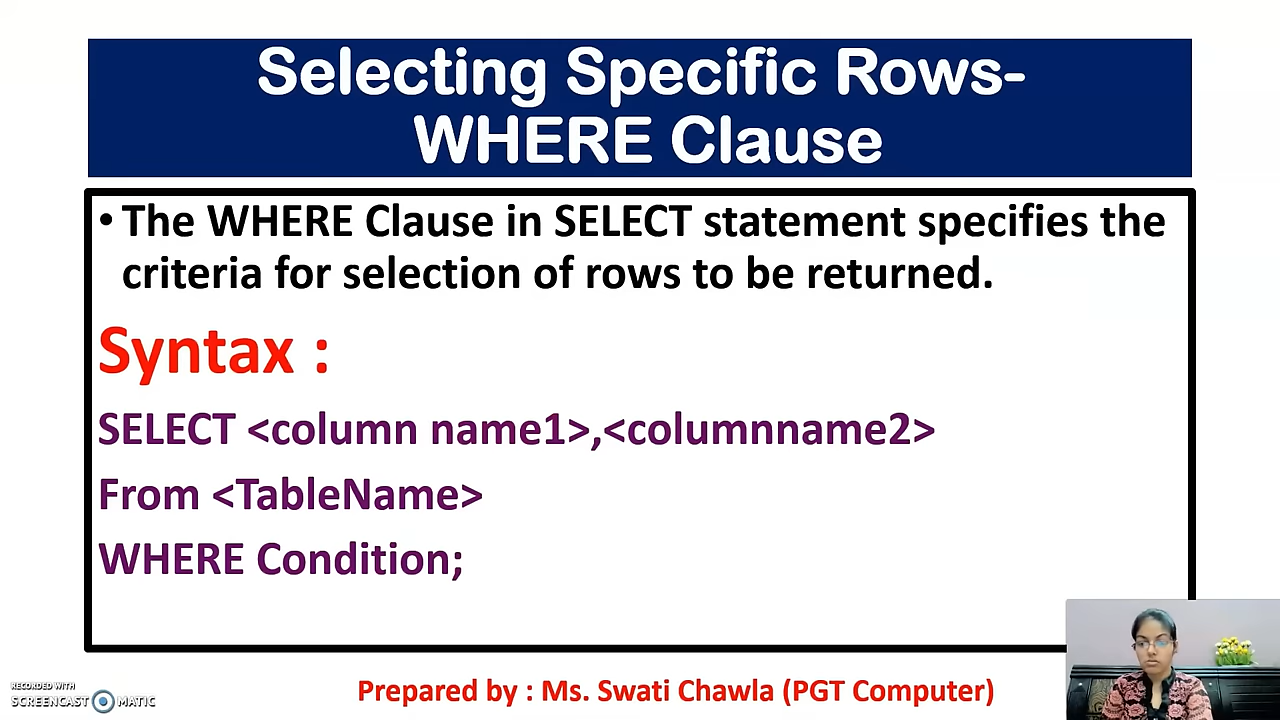 Selecting Specific Rows-
WHERE Clause
• The WHERE Clause in SELECT statement specifies the
criteria for selection of rows to be returned.
Syntax :
SELECT <column name1>,<columnname2>
From <TableName>
WHERE Condition;
Prepared by : Ms. Swati Chawla (PGT Computer)
RECORDED WITH
SCREENCAST MATIC